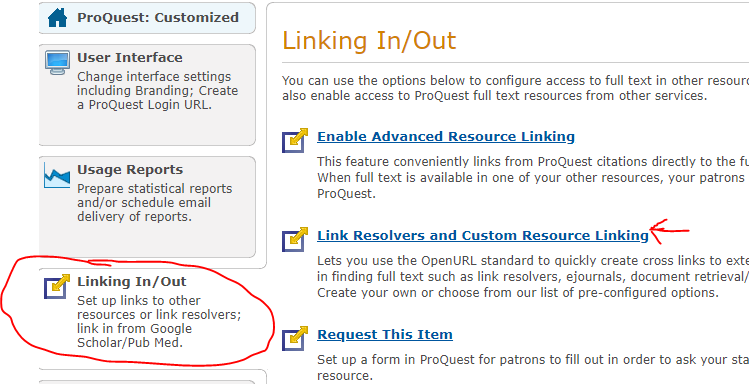 ProQuest: Customized
User Interface
Change interface settings
including Branding; Create
a ProQuest Login URL.
Usage Reports
Prepare statistical reports
and/or schedule email
delivery of reports.
Linking In/Out
Set up links to other
resources or link resolvers;
link in from Google
Scholar/Pub Med.
Linking In/Out
You can use the options below to configure access to full text in other
also enable access to ProQuest full text resources from other services.
Enable Advanced Resource Linking
This feature conveniently links from ProQuest citations directly to the
When full text is available in one of your other resources, your patrons
ProQuest.
Link Resolvers and Custom Resource Linking
Lets you use the OpenURL standard to quickly create cross links to
in finding full text such as link resolvers, ejournals, document retrieval/
Create your own or choose from our list of pre-configured options.
Request This Item
Set up a form in ProQuest for patrons to fill out in order to ask your
resource.